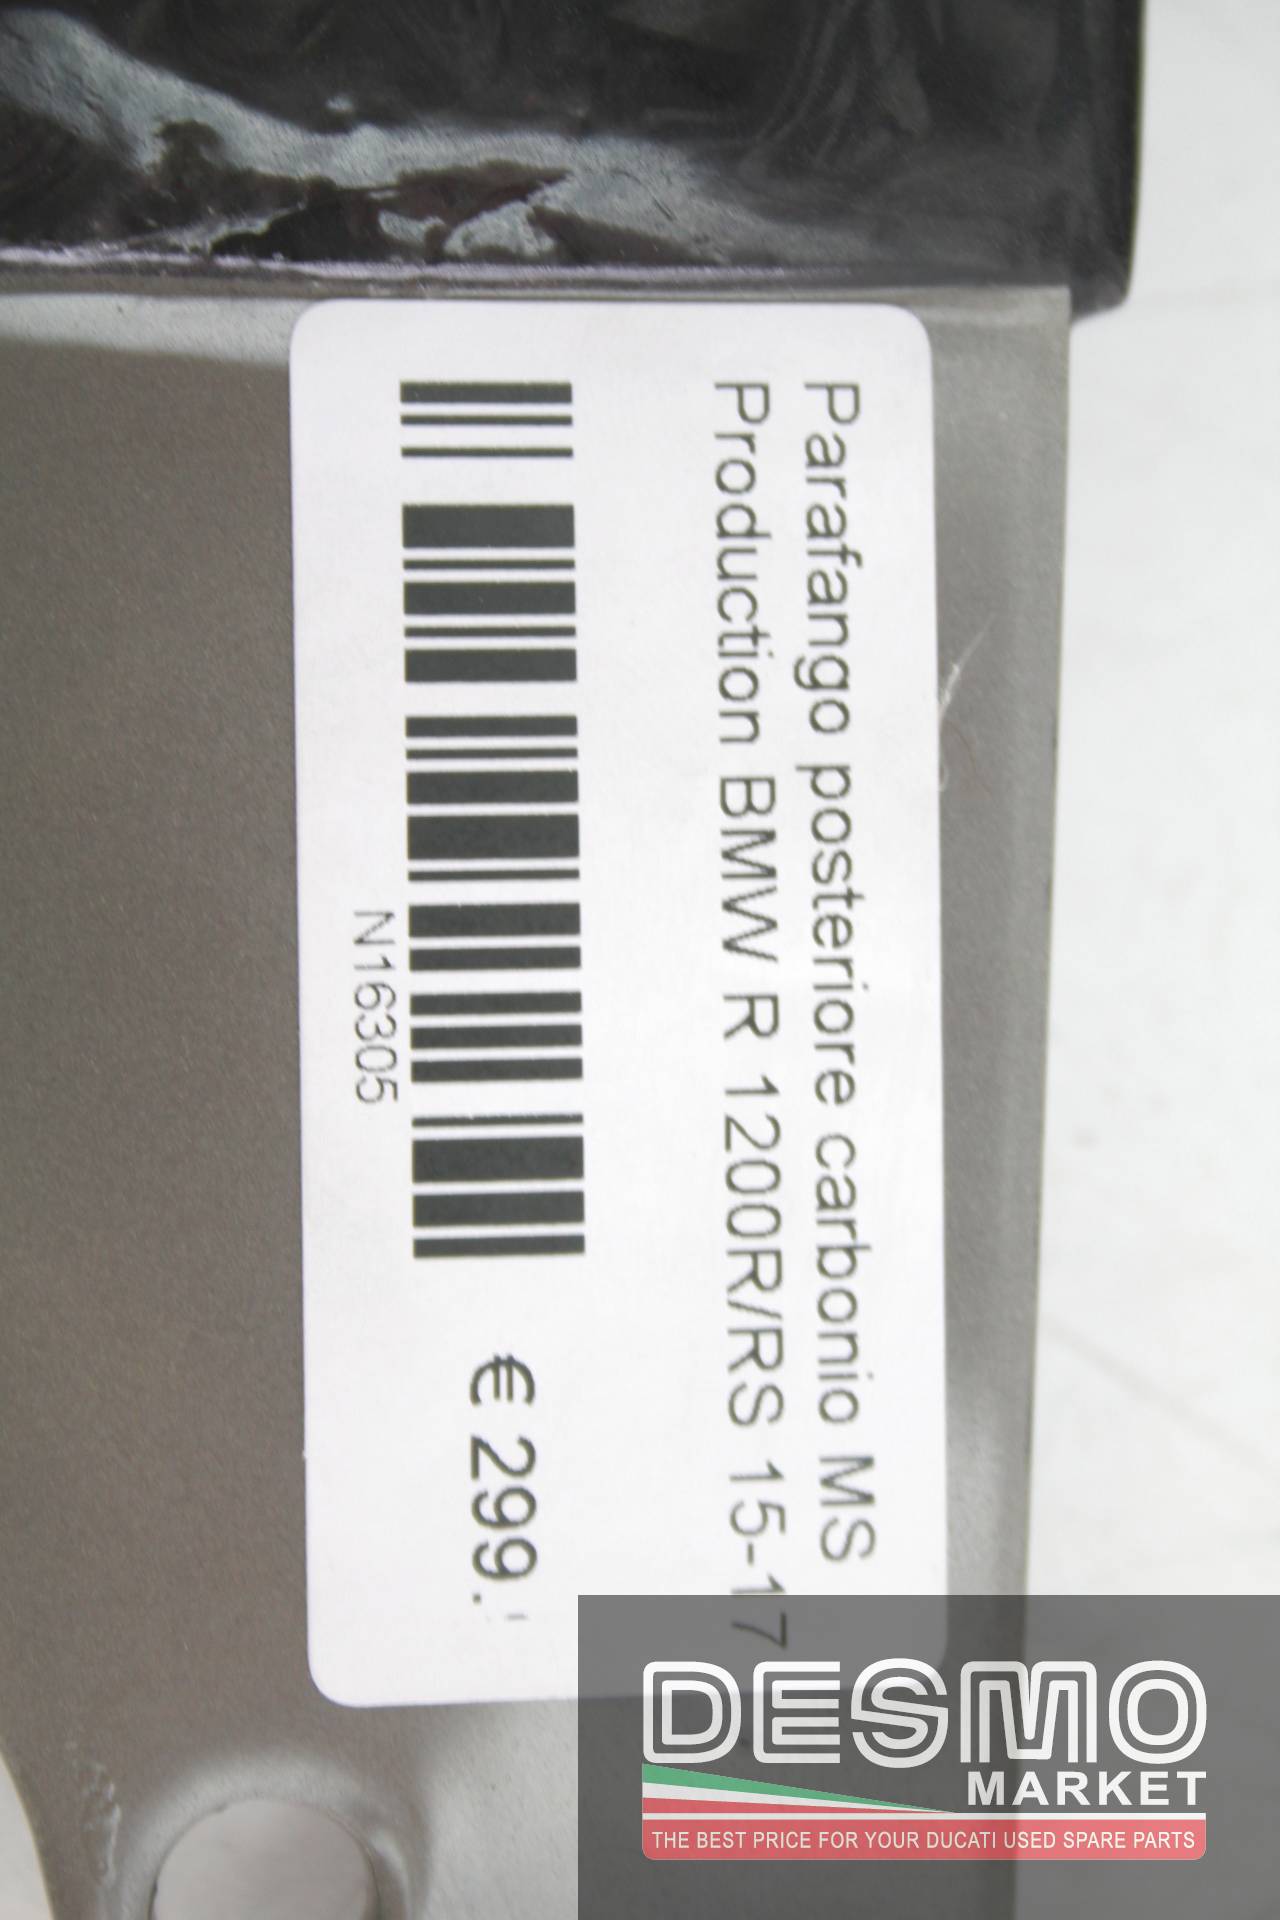 Parafango posteriore carbonio MS
Production BMW R 1200R/RS 15-17
N16305
€ 299.
DESMO
MARKET
THE BEST PRICE FOR YOUR DUCATI USED SPARE PARTS